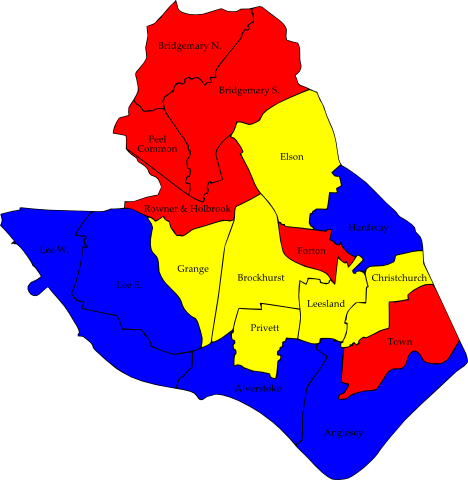 Bridgemary N.
Bridgemary S.
Peel
Common
Elson
Rowner & Holbrook
Hardway
Lee W.
Forton
Grange
Brockhurst
Christchurch
Lee E.
Leesland
Privett
Town
Alverstoke
Anglesey